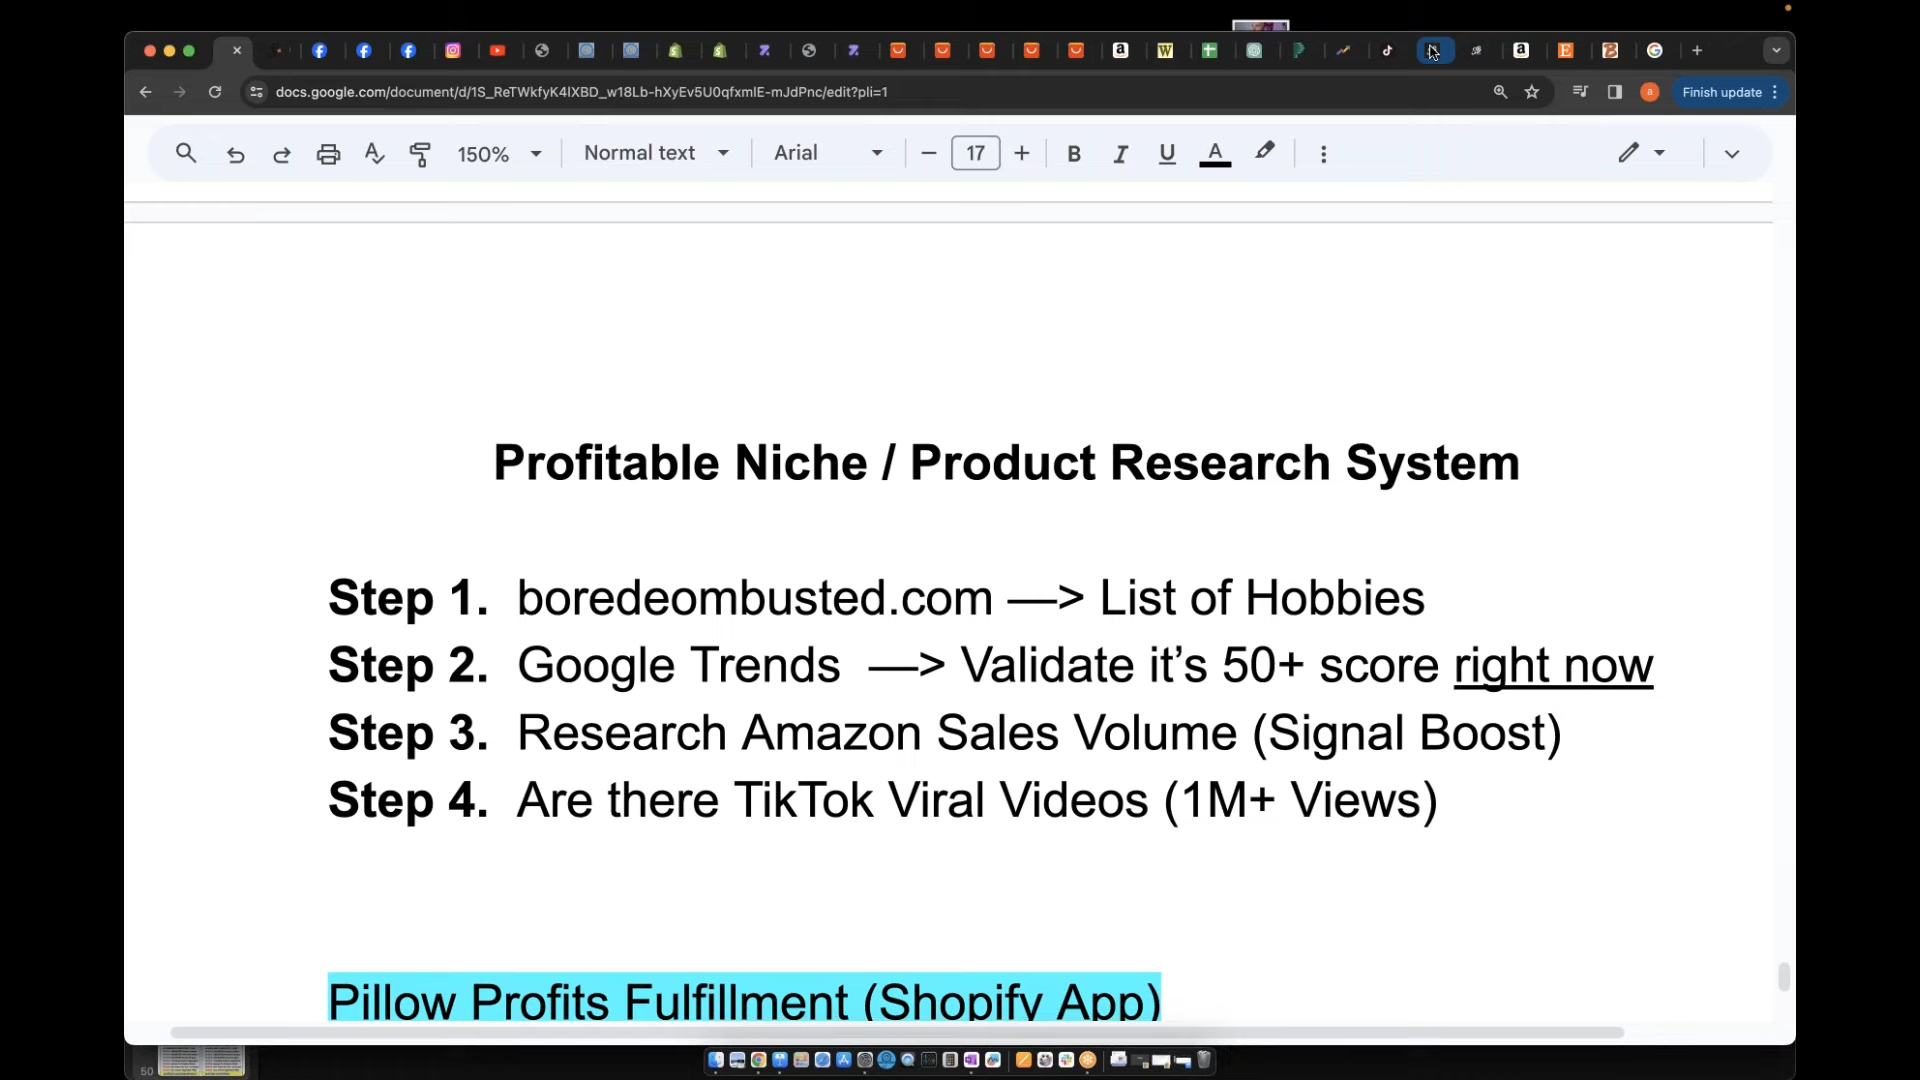 docs.google.com/document/d/1S_ReTWkfyK4lXBD_w18Lb-hXyEv5U0qfxmlE-mJdPnc/edit?pli=1
Finish update
150%
Normal text
Arial
17
Profitable Niche / Product Research System
Step 1. boredeombusted.com —> List of Hobbies
Step 2. Google Trends —> Validate it’s 50+ score right now
Step 3. Research Amazon Sales Volume (Signal Boost)
Step 4. Are there TikTok Viral Videos (1M+ Views)
Pillow Profits Fulfillment (Shopify App)
50